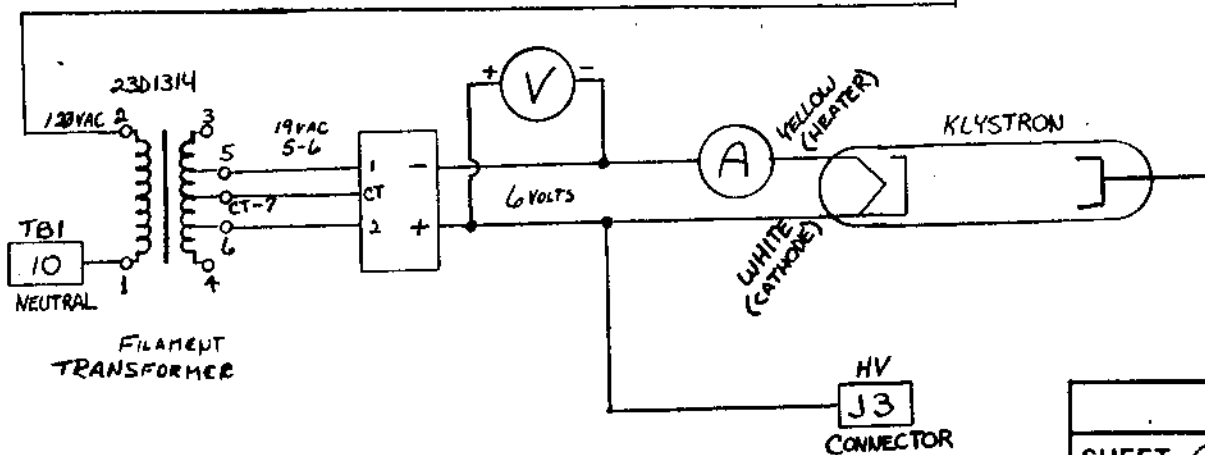 23D1314
120VAC 2
3
19VAC
5-6
5
CT-7
6
4
1
TB1
10
NEUTRAL
FILAMENT
TRANSFORMER
1
CT
2
-
+
+
V
-
6 VOLTS
A
YELLOW
(HEATER)
WHITE
(CATHODE)
KLYSTRON
HV
J3
CONNECTOR
SHEET